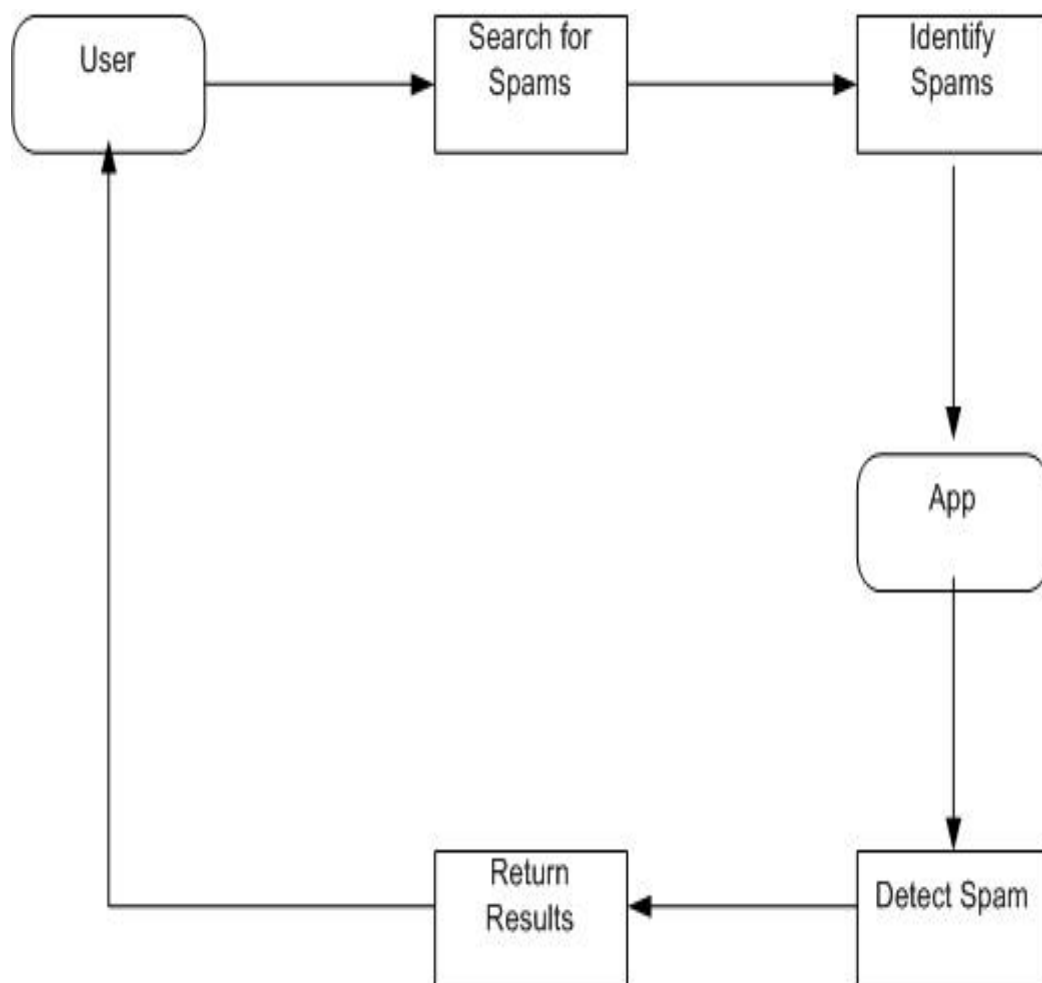 User
Search for
Spams
Identify
Spams
App
Detect Spam
Return
Results